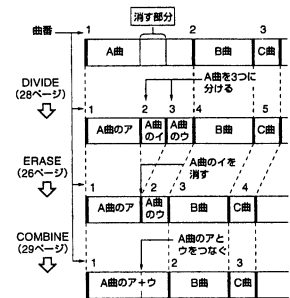 消す部分
曲番 1 2 3
A曲 B曲 C曲
DIVIDE
(28ページ)
A曲を3つに
分ける
1 2 3 4 5
A曲のア A曲のイ A曲のウ B曲 C曲
ERASE
(26ページ)
A曲のイを
消す
1 2 3 4
A曲のア A曲のウ B曲 C曲
COMBINE
(29ページ)
A曲のアと
ウをつなぐ
1 2 3
A曲のア+ウ B曲 C曲